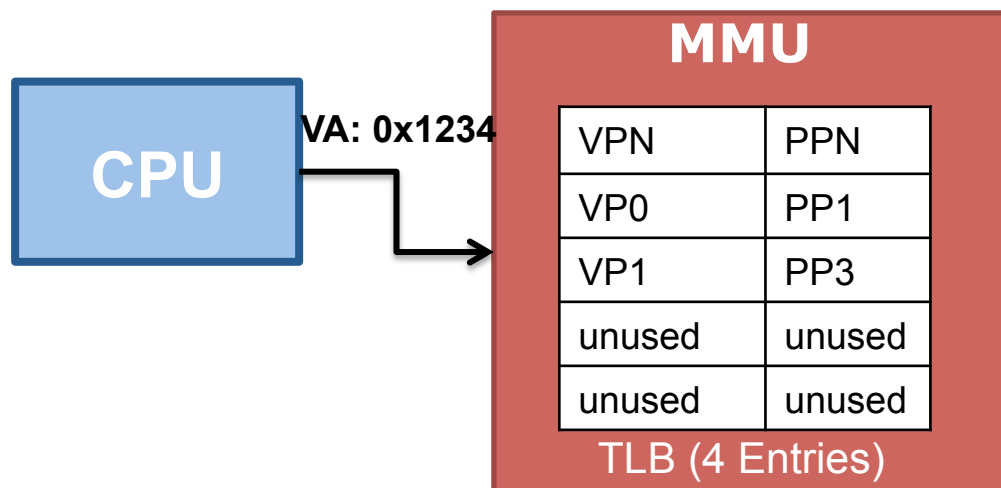 MMU
CPU
VA: 0x1234
VPN PPN
VP0 PP1
VP1 PP3
unused unused
unused unused
TLB (4 Entries)